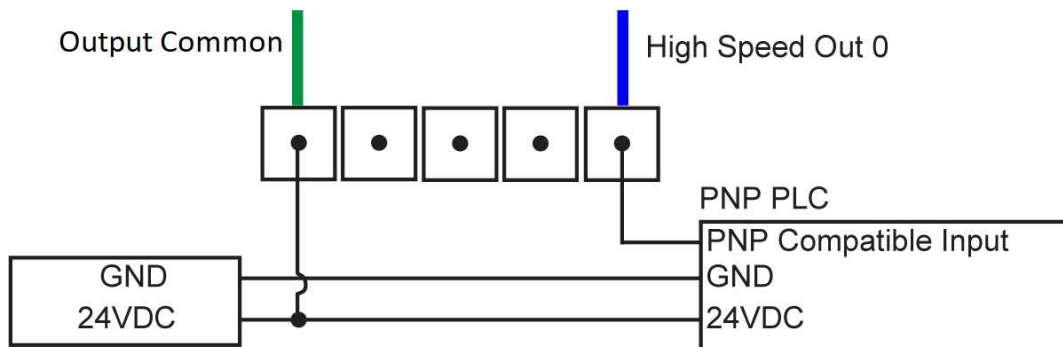 Output Common
High Speed Out 0
PNP PLC
PNP Compatible Input
GND
GND
24VDC
24VDC